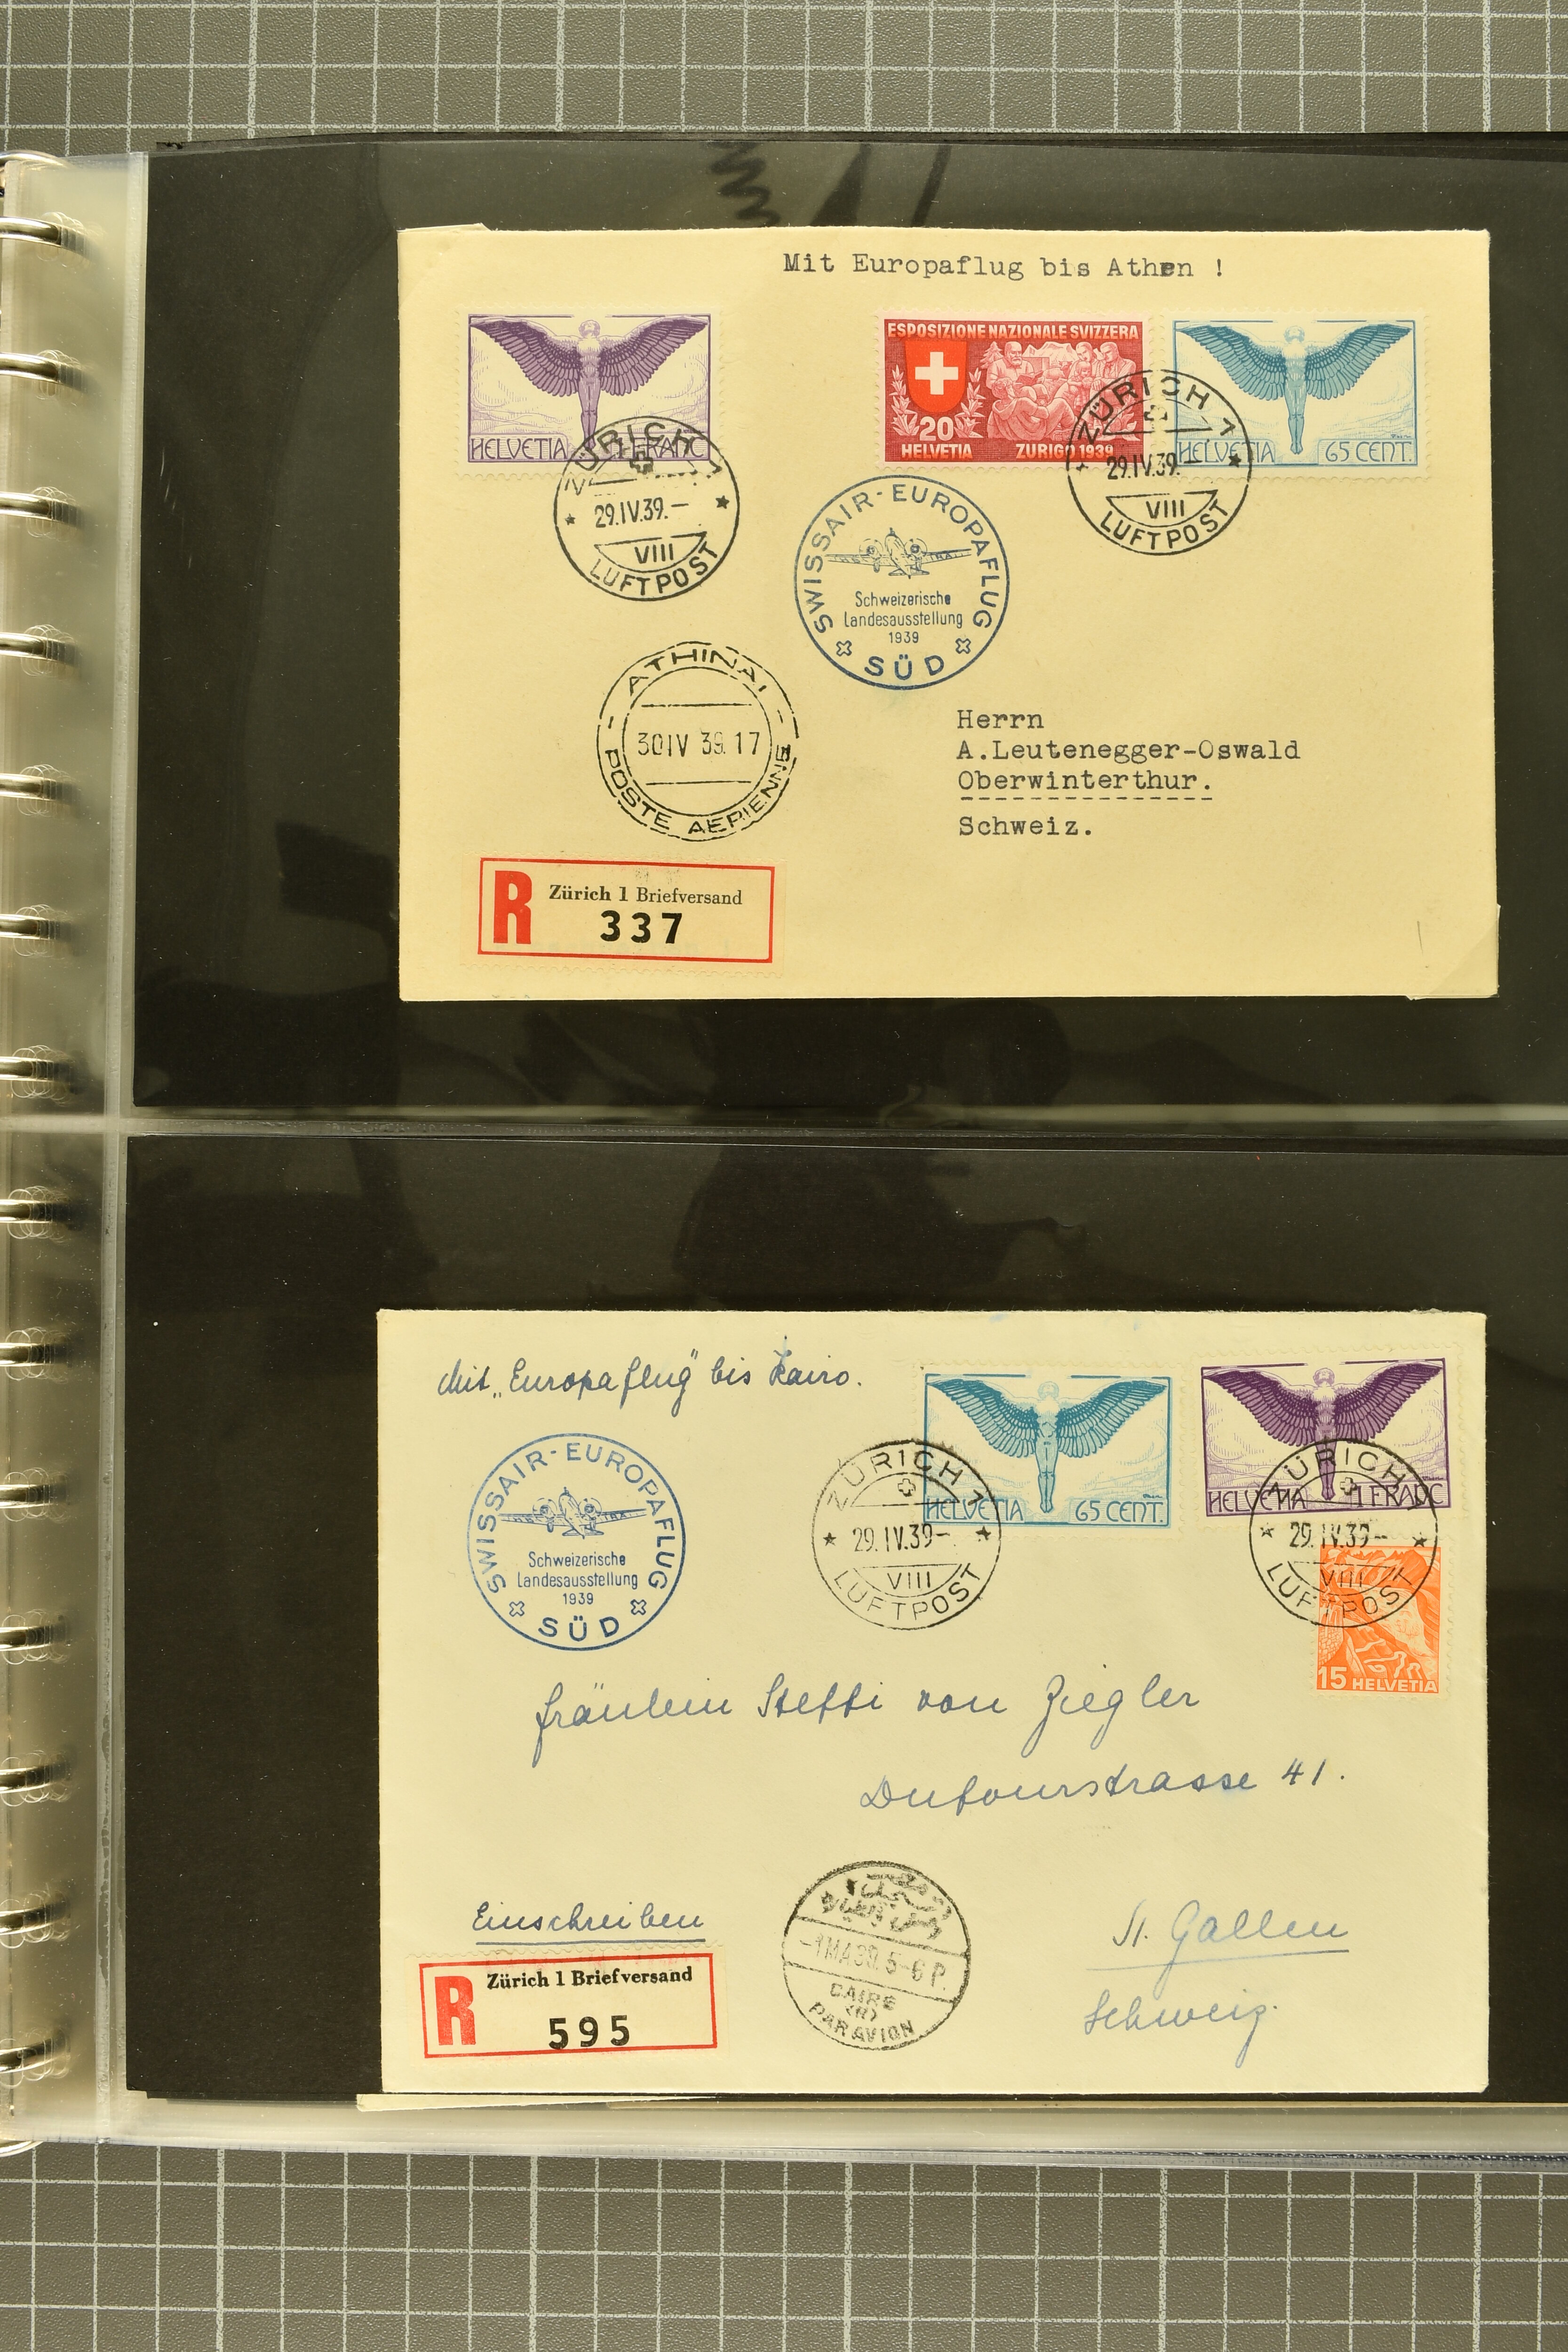 Mit Europaflug bis Athen !
HELVETIA 1 FRANC
ESPOSIZIONE NAZIONALE SVIZZERA
20
HELVETIA ZURIGO 1939
HELVETIA 65 CENT.
ZÜRICH 1
29.IV.39.–
VIII
LUFTPOST
ZÜRICH 1
29.IV.39.–
VIII
LUFTPOST
SWISSAIR-EUROPAFLUG
Schweizerische
Landesausstellung
1939
SÜD
ATHINAI
30 IV 39. 17
POSTE AERIENNE
Herrn
A.Leutenegger-Oswald
Oberwinterthur.
Schweiz.
R Zürich 1 Briefversand
337
Mit „Europaflug" bis Kairo.
HELVETIA 65 CENT.
HELVETIA 1 FRANC
15 HELVETIA
SWISSAIR-EUROPAFLUG
Schweizerische
Landesausstellung
1939
SÜD
ZÜRICH 1
29.IV.39–.
VIII
LUFTPOST
ZÜRICH 1
29.IV.39–
VIII
LUFTPOST
Fräulein Steffi von Ziegler
Dufourstrasse 41.
Einschreiben
St. Gallen
Schweiz.
R Zürich 1 Briefversand
595
–1 MA 39. 5–6 P.
CAIRE
(R)
PAR AVION